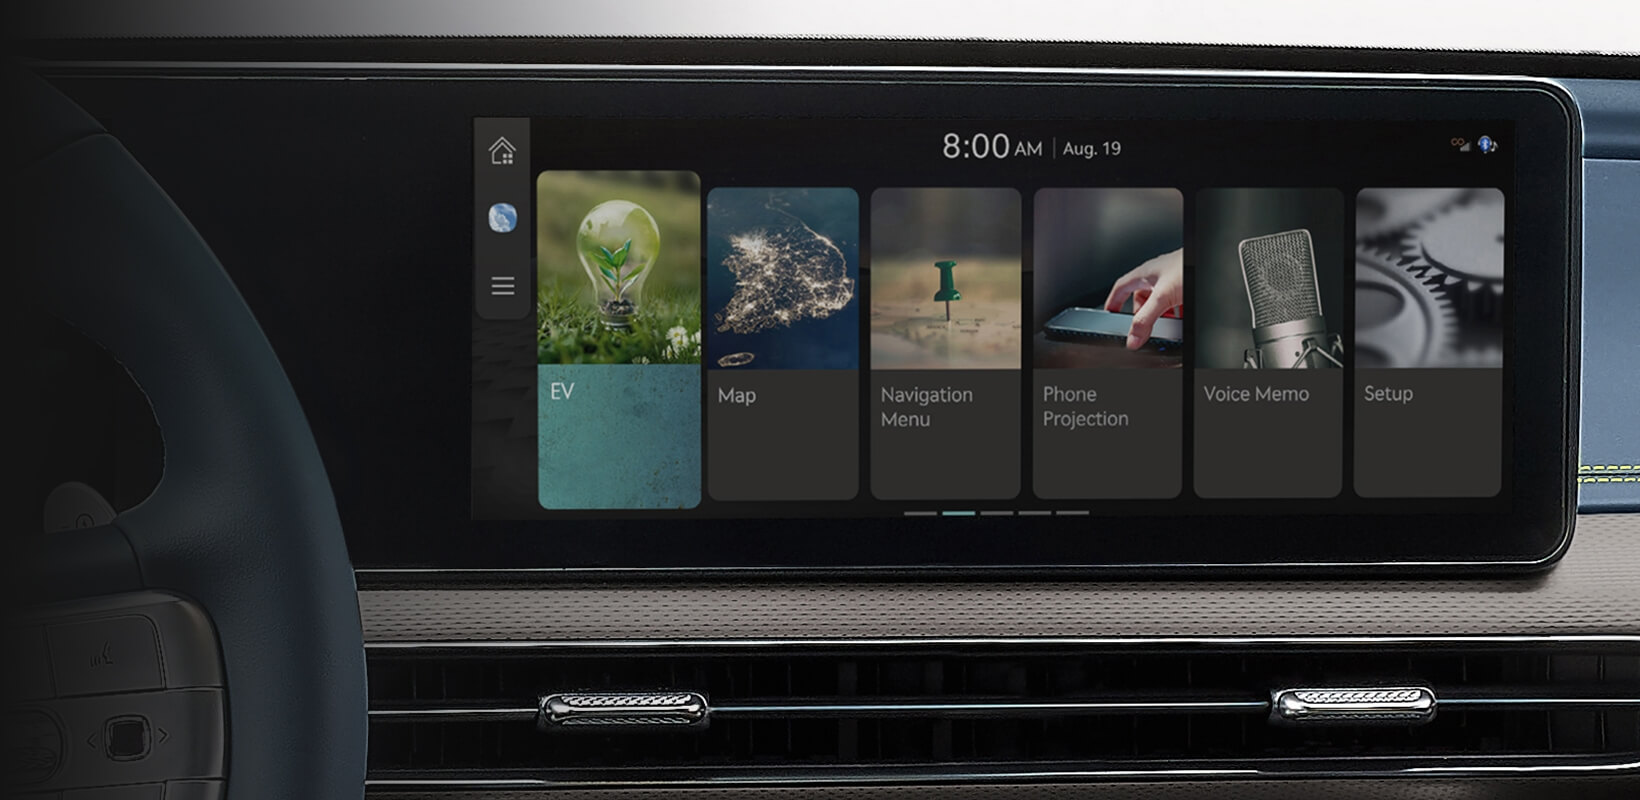 8:00 AM | Aug. 19
EV
Map
Navigation
Menu
Phone
Projection
Voice Memo
Setup